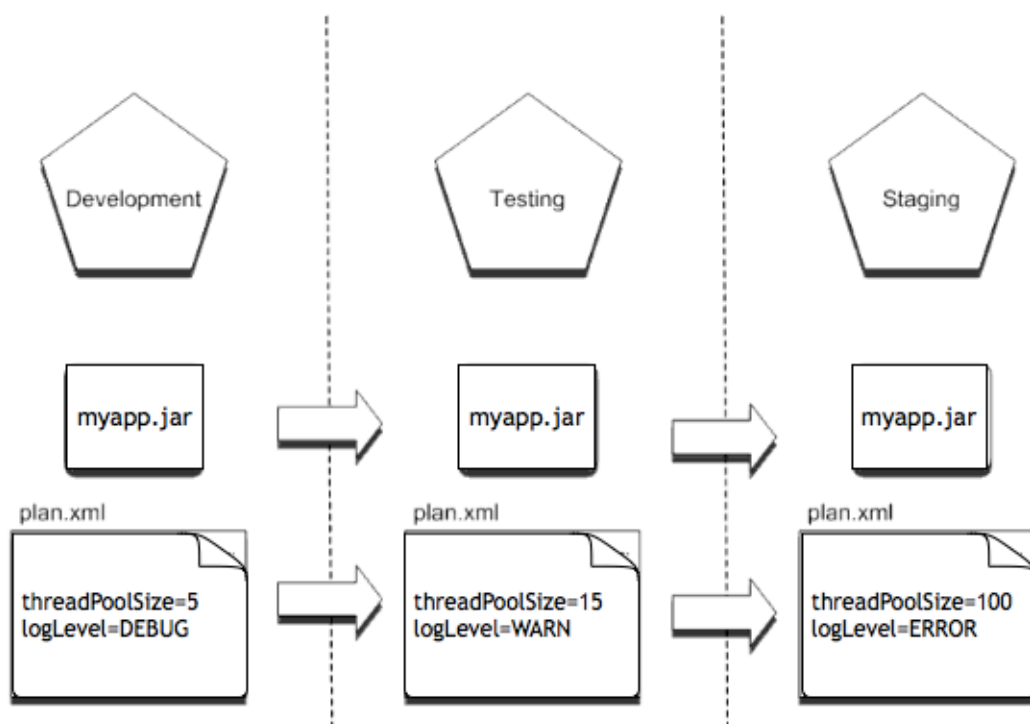 Development
Testing
Staging
myapp.jar
myapp.jar
myapp.jar
plan.xml
plan.xml
plan.xml
threadPoolSize=5
logLevel=DEBUG
threadPoolSize=15
logLevel=WARN
threadPoolSize=100
logLevel=ERROR